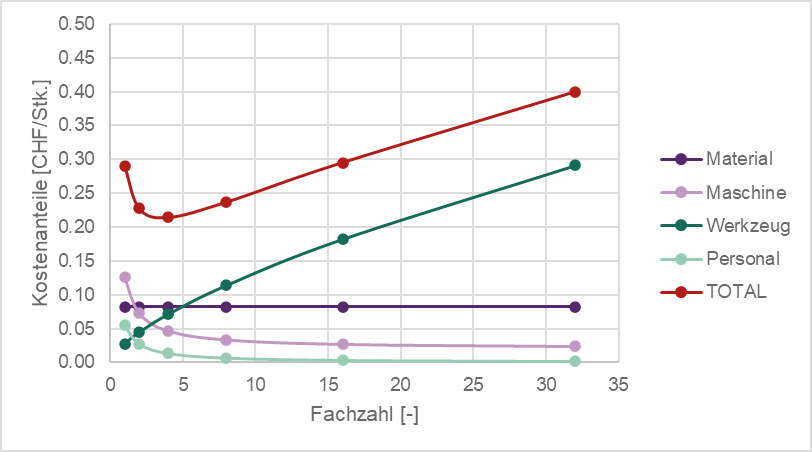 0.50
0.45
0.40
0.35
0.30
0.25
0.20
0.15
0.10
0.05
0.00
Kostenanteile [CHF/Stk.]
0 5 10 15 20 25 30 35
Fachzahl [-]
Material
Maschine
Werkzeug
Personal
TOTAL